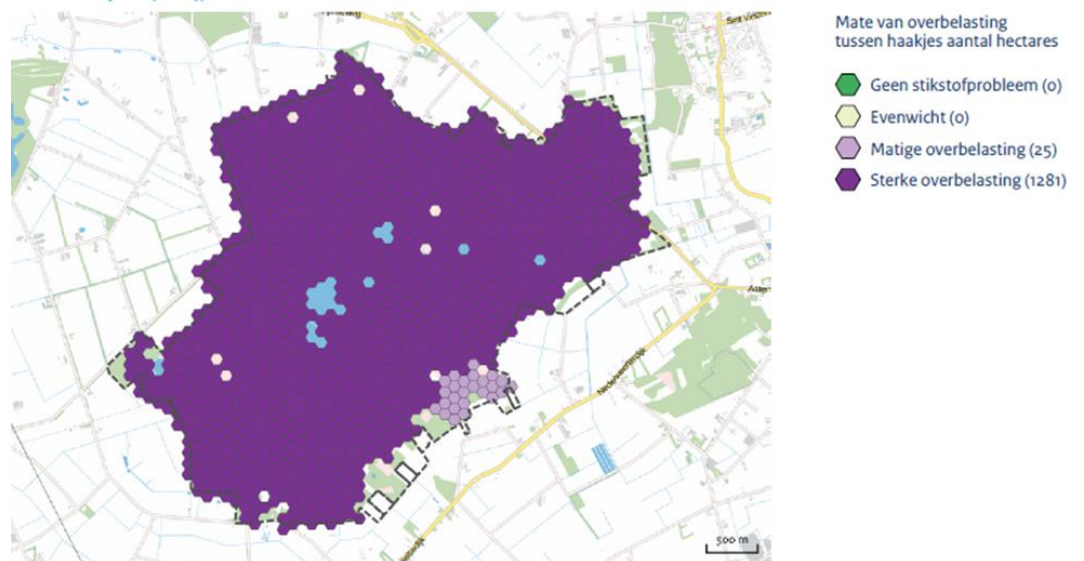 Mate van overbelasting
tussen haakjes aantal hectares
Geen stikstofprobleem (0)
Evenwicht (0)
Matige overbelasting (25)
Sterke overbelasting (1281)
500 m